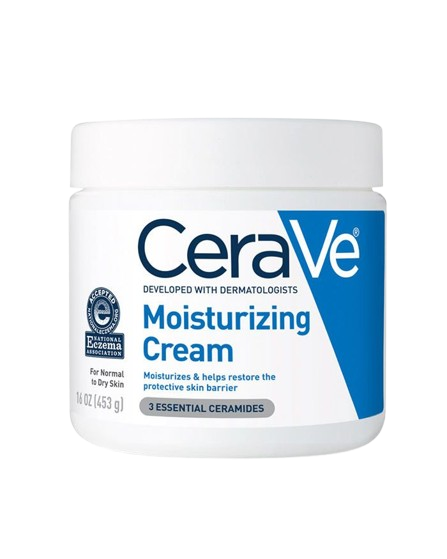 CeraVe®
DEVELOPED WITH DERMATOLOGISTS
Moisturizing
Cream
Moisturizes & helps restore the
protective skin barrier
3 ESSENTIAL CERAMIDES
ACCEPTED
e
NATIONAL
Eczema
ASSOCIATION
For Normal
to Dry Skin
16 OZ (453 g)